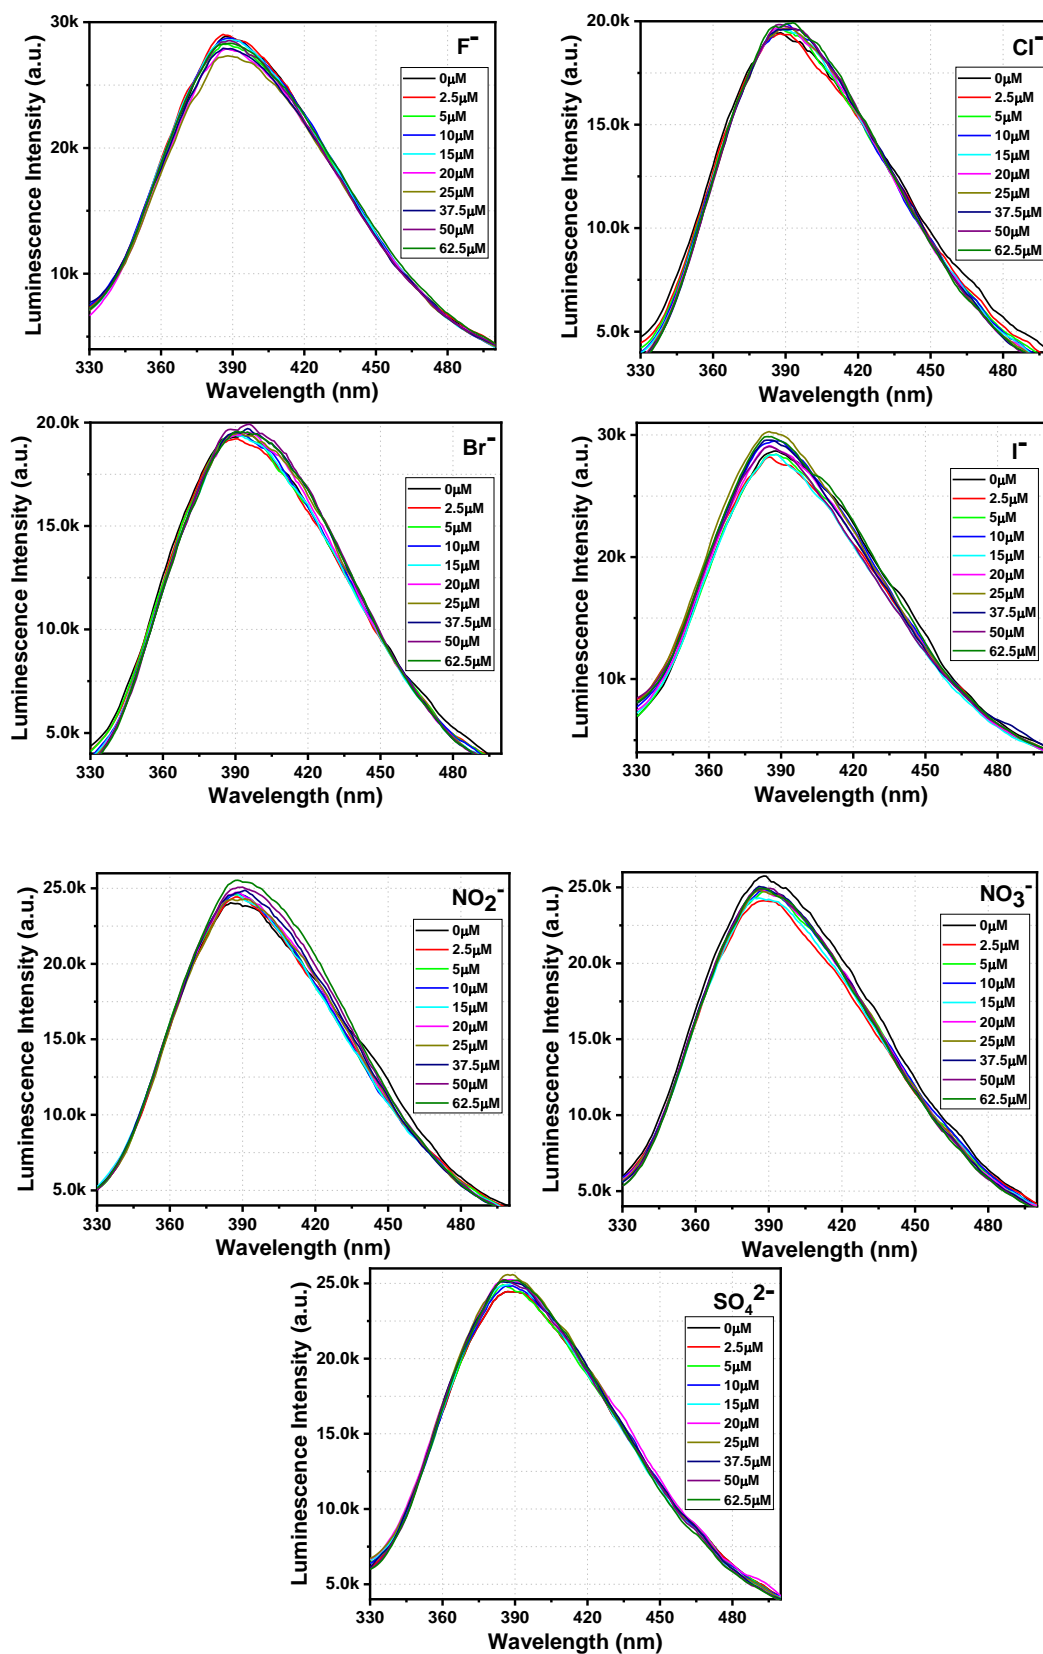 30k
20k
10k
Luminescence Intensity (a.u.)
F⁻
0μM
2.5μM
5μM
10μM
15μM
20μM
25μM
37.5μM
50μM
62.5μM
330 360 390 420 450 480
Wavelength (nm)
20.0k
15.0k
10.0k
5.0k
Luminescence Intensity (a.u.)
Cl⁻
0μM
2.5μM
5μM
10μM
15μM
20μM
25μM
37.5μM
50μM
62.5μM
330 360 390 420 450 480
Wavelength (nm)
20.0k
15.0k
10.0k
5.0k
Luminescence Intensity (a.u.)
Br⁻
0μM
2.5μM
5μM
10μM
15μM
20μM
25μM
37.5μM
50μM
62.5μM
330 360 390 420 450 480
Wavelength (nm)
30k
20k
10k
Luminescence Intensity (a.u.)
I⁻
0μM
2.5μM
5μM
10μM
15μM
20μM
25μM
37.5μM
50μM
62.5μM
330 360 390 420 450 480
Wavelength (nm)
25.0k
20.0k
15.0k
10.0k
5.0k
Luminescence Intensity (a.u.)
NO₂⁻
0μM
2.5μM
5μM
10μM
15μM
20μM
25μM
37.5μM
50μM
62.5μM
330 360 390 420 450 480
Wavelength (nm)
25.0k
20.0k
15.0k
10.0k
5.0k
Luminescence Intensity (a.u.)
NO₃⁻
0μM
2.5μM
5μM
10μM
15μM
20μM
25μM
37.5μM
50μM
62.5μM
330 360 390 420 450 480
Wavelength (nm)
25.0k
20.0k
15.0k
10.0k
5.0k
Luminescence Intensity (a.u.)
SO₄²⁻
0μM
2.5μM
5μM
10μM
15μM
20μM
25μM
37.5μM
50μM
62.5μM
330 360 390 420 450 480
Wavelength (nm)